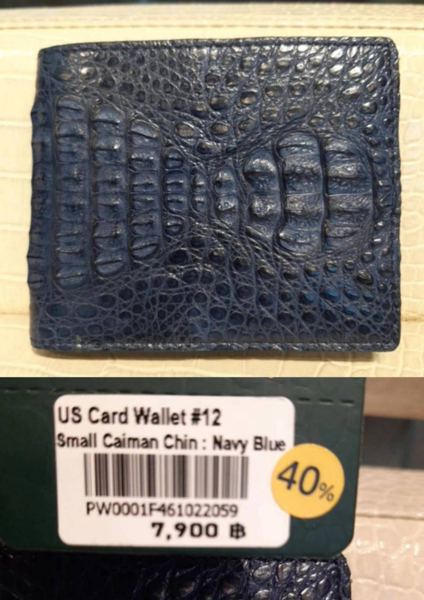 US Card Wallet #12
Small Caiman Chin : Navy Blue
PW0001F461022059
7,900 ฿
40%